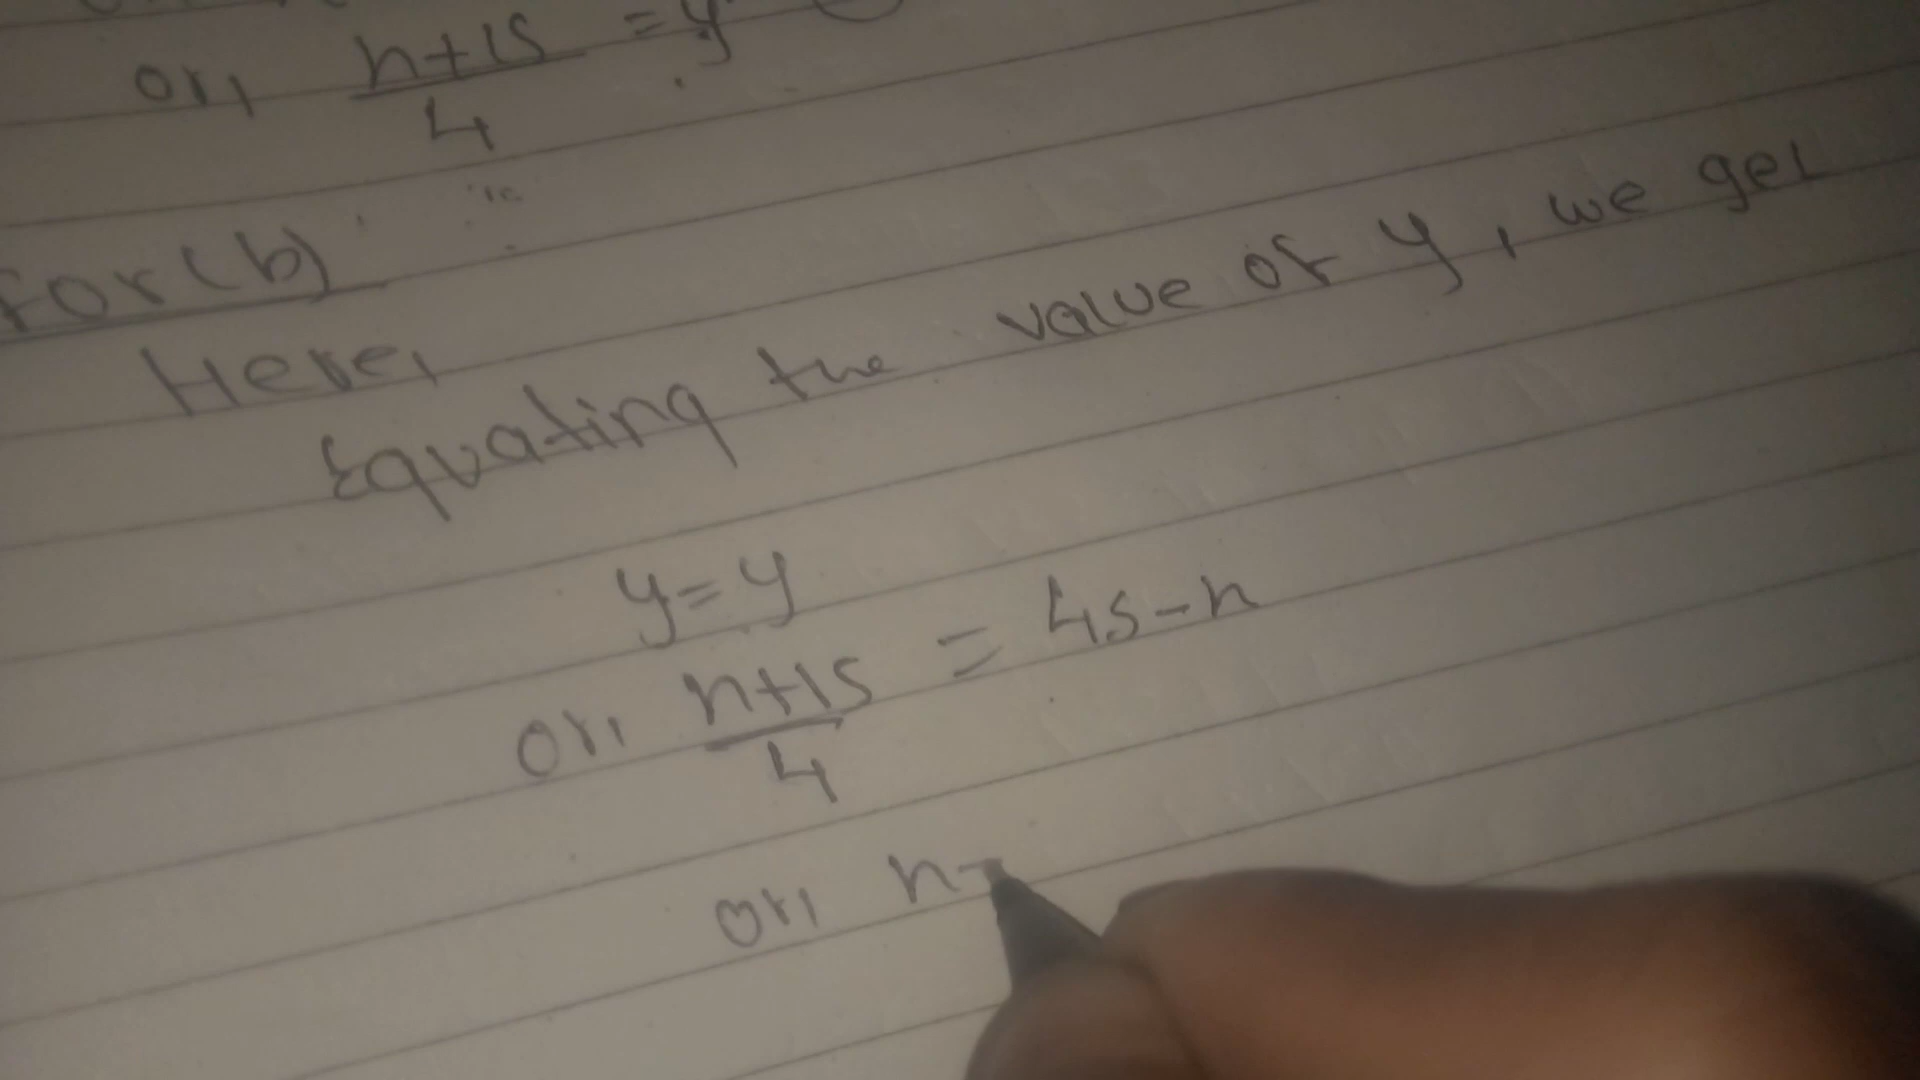 or, n+15/4 = y
For (b)
Here,
Equating the value of y, we get
y = y
or, n+15/4 = 45-n
or, n